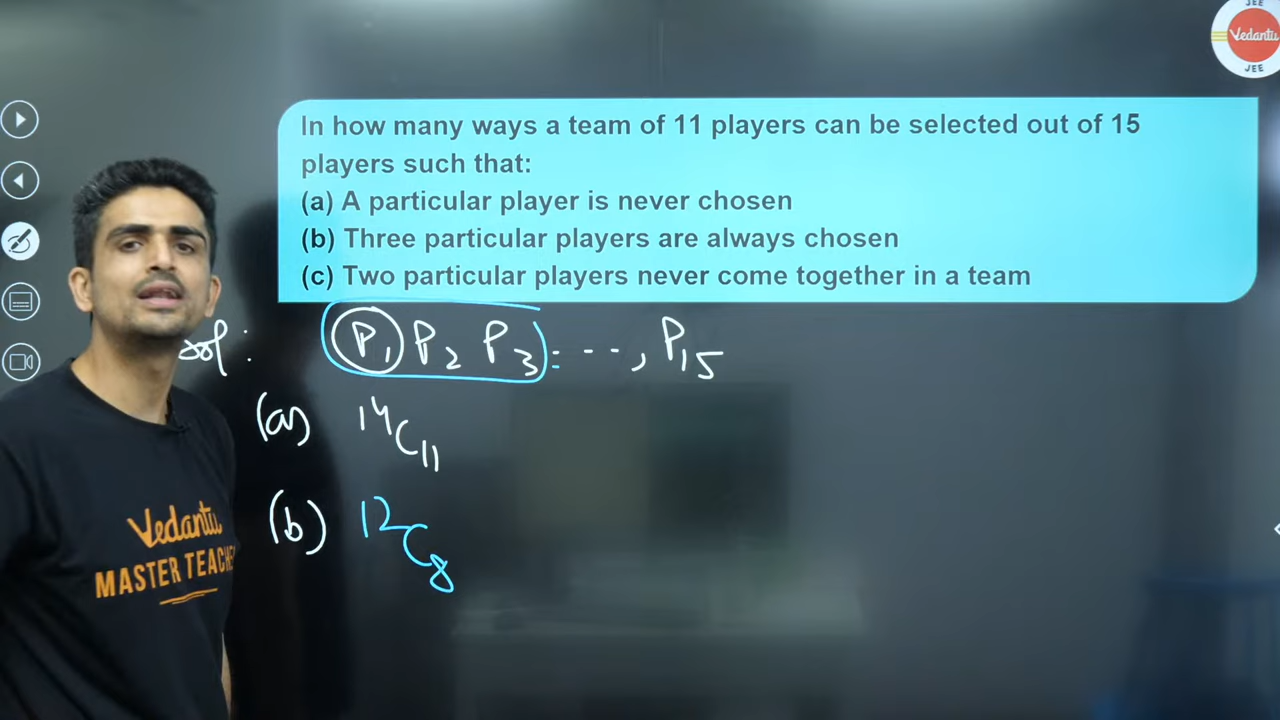 JEE
Vedantu
JEE
In how many ways a team of 11 players can be selected out of 15
players such that:
(a) A particular player is never chosen
(b) Three particular players are always chosen
(c) Two particular players never come together in a team
Sol : P₁ P₂ P₃ - - - , P₁₅
(a) ¹⁴C₁₁
(b) ¹²C₈
Vedantu
MASTER TEACHE